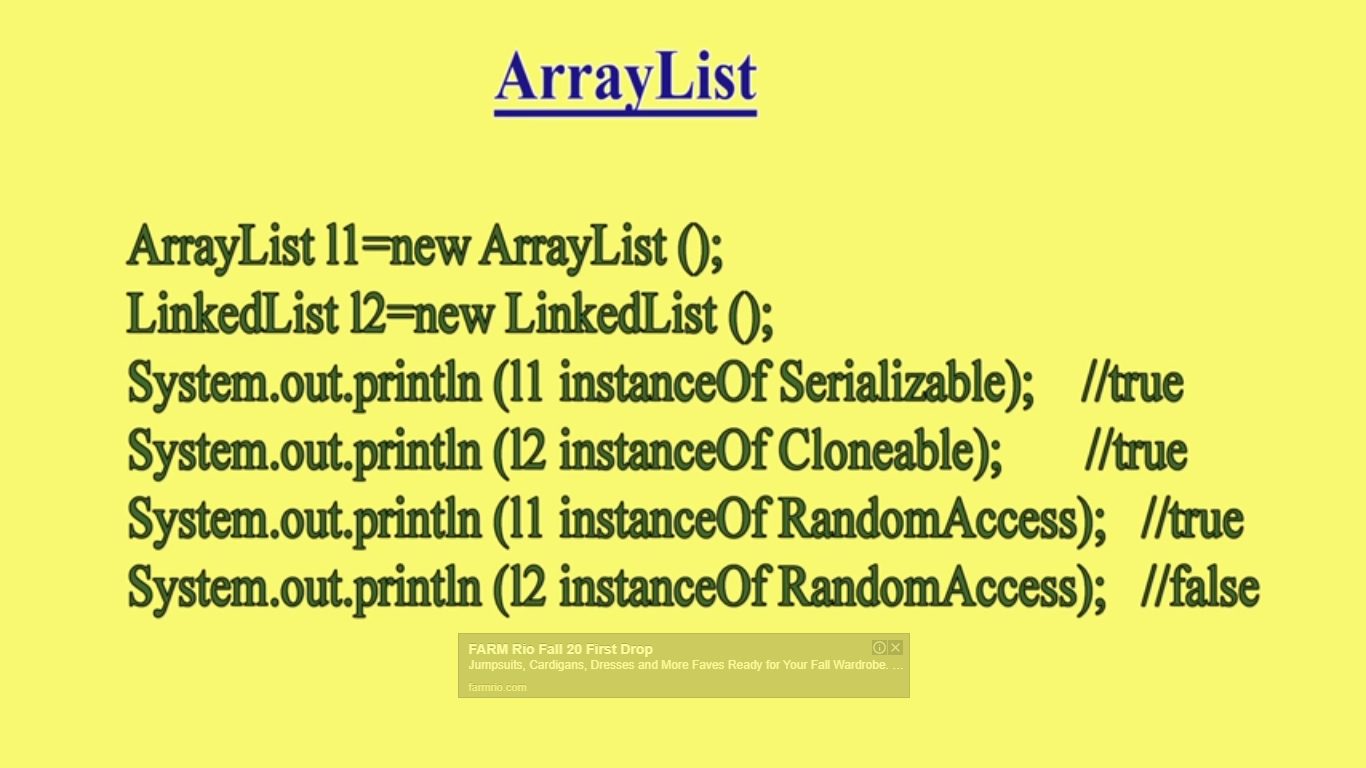 ArrayList
ArrayList l1=new ArrayList ();
LinkedList l2=new LinkedList ();
System.out.println (l1 instanceOf Serializable); //true
System.out.println (l2 instanceOf Cloneable); //true
System.out.println (l1 instanceOf RandomAccess); //true
System.out.println (l2 instanceOf RandomAccess); //false
FARM Rio Fall 20 First Drop
Jumpsuits, Cardigans, Dresses and More Faves Ready for Your Fall Wardrobe. ...
farmrio.com